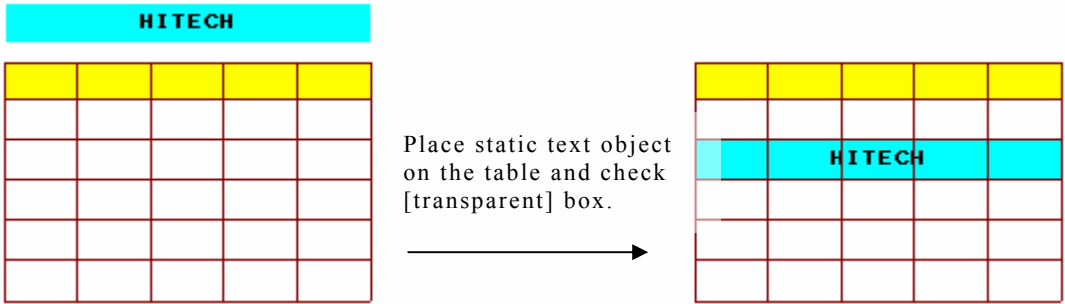 HITECH
Place static text object
on the table and check
[transparent] box.
HITECH